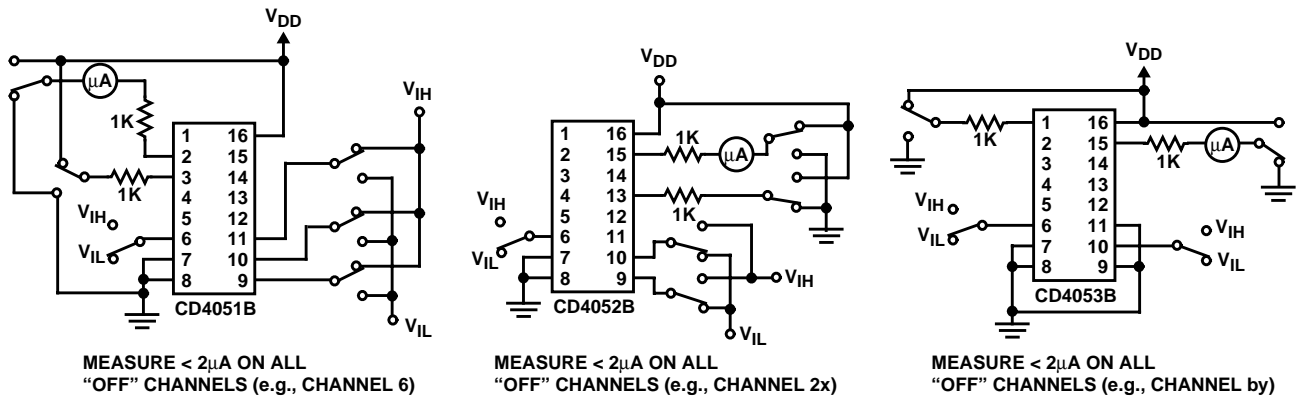 VDD
μA
VIH
1K
1 16
2 15
3 14
4 13
5 12
6 11
7 10
8 9
1K
VIH
VIL
CD4051B
VIL
MEASURE < 2μA ON ALL
“OFF” CHANNELS (e.g., CHANNEL 6)
VDD
1 16
2 15
3 14
4 13
5 12
6 11
7 10
8 9
1K
μA
1K
VIH
VIL
VIH
CD4052B
VIL
MEASURE < 2μA ON ALL
“OFF” CHANNELS (e.g., CHANNEL 2x)
VDD
1K
1 16
2 15
3 14
4 13
5 12
6 11
7 10
8 9
1K
μA
VIH
VIL
VIH
VIL
CD4053B
MEASURE < 2μA ON ALL
“OFF” CHANNELS (e.g., CHANNEL by)